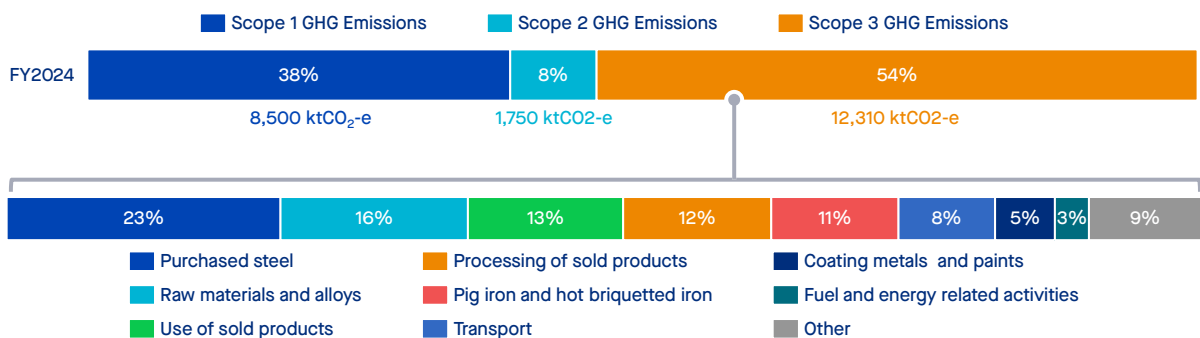 Scope 1 GHG Emissions Scope 2 GHG Emissions Scope 3 GHG Emissions
FY2024 38% 8% 54%
8,500 ktCO₂-e 1,750 ktCO2-e 12,310 ktCO2-e
23% 16% 13% 12% 11% 8% 5% 3% 9%
Purchased steel Processing of sold products Coating metals and paints
Raw materials and alloys Pig iron and hot briquetted iron Fuel and energy related activities
Use of sold products Transport Other